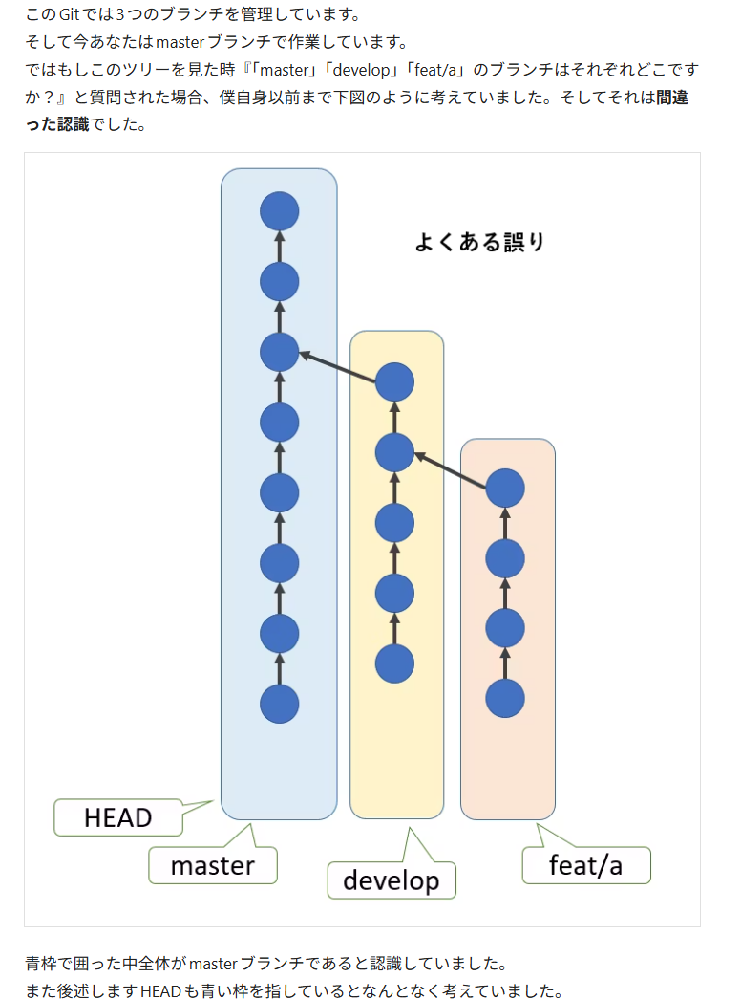 このGitでは3つのブランチを管理しています。
そして今あなたはmasterブランチで作業しています。
ではもしこのツリーを見た時『「master」「develop」「feat/a」のブランチはそれぞれどこです
か？』と質問された場合、僕自身以前まで下図のように考えていました。そしてそれは間違
った認識でした。
よくある誤り
HEAD
master
develop
feat/a
青枠で囲った中全体がmasterブランチであると認識していました。
また後述しますHEADも青い枠を指しているとなんとなく考えていました。